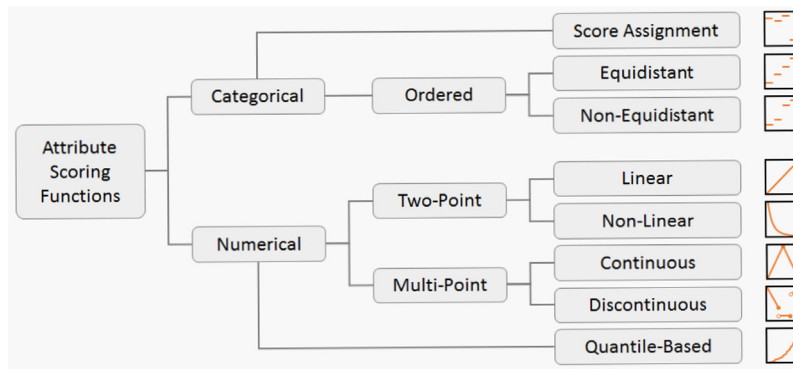 Score Assignment
Equidistant
Categorical
Ordered
Non-Equidistant
Attribute
Scoring
Functions
Linear
Two-Point
Non-Linear
Numerical
Continuous
Multi-Point
Discontinuous
Quantile-Based